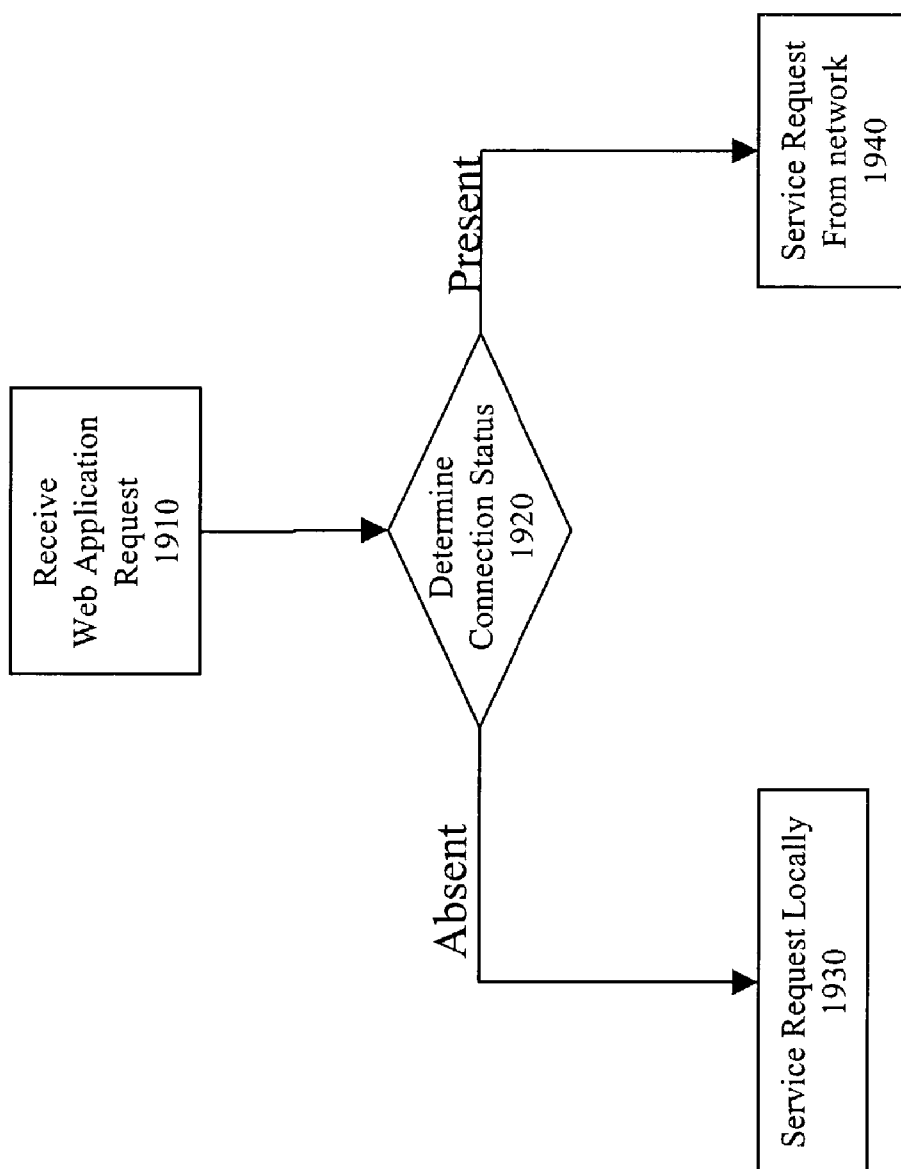 Receive
Web Application
Request
1910
Determine
Connection Status
1920
Absent
Present
Service Request Locally
1930
Service Request
From network
1940